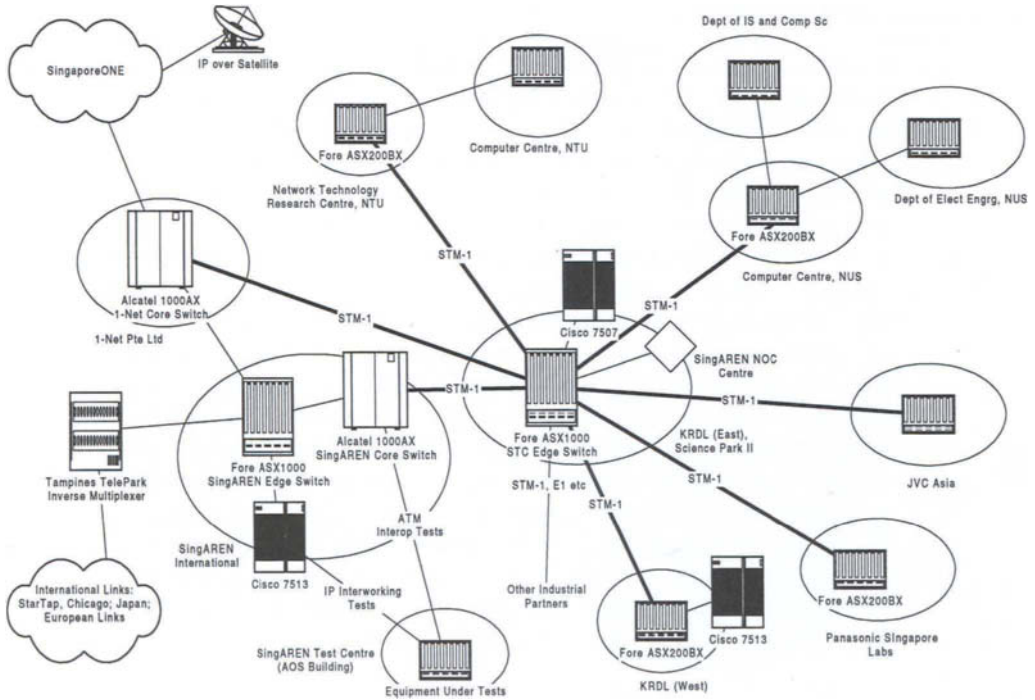 SingaporeONE
IP over Satellite
Dept of IS and Comp Sc
Fore ASX200BX
Computer Centre, NTU
Network Technology
Research Centre, NTU
Dept of Elect Engrg, NUS
Fore ASX200BX
Computer Centre, NUS
STM-1
STM-1
STM-1
Alcatel 1000AX
1-Net Core Switch
1-Net Pte Ltd
Cisco 7507
SingAREN NOC
Centre
STM-1
STM-1
Alcatel 1000AX
SingAREN Core Switch
Fore ASX1000
STC Edge Switch
KRDL (East),
Science Park II
JVC Asia
Fore ASX1000
SingAREN Edge Switch
Tampines TelePark
Inverse Multiplexer
STM-1, E1 etc
STM-1
STM-1
ATM
Interop Tests
SingAREN
International
Cisco 7513
International Links:
StarTap, Chicago; Japan;
European Links
IP Interworking
Tests
Other Industrial
Partners
Fore ASX200BX
Panasonic SIngapore
Labs
Fore ASX200BX
Cisco 7513
KRDL (West)
SingAREN Test Centre
(AOS Building)
Equipment Under Tests